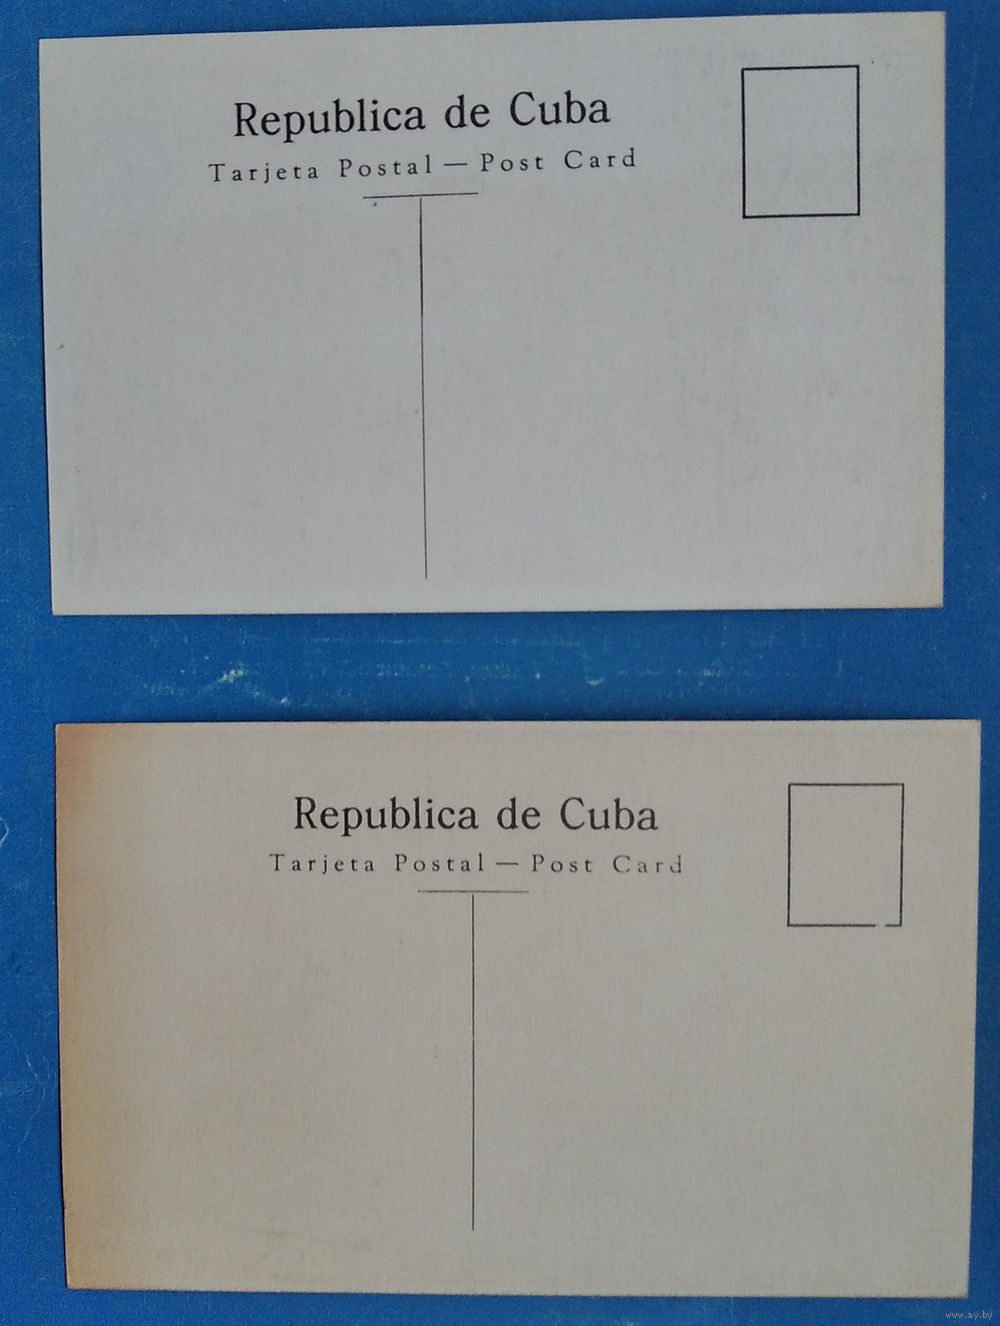 Republica de Cuba
Tarjeta Postal — Post Card
Republica de Cuba
Tarjeta Postal — Post Card
www.ay.by